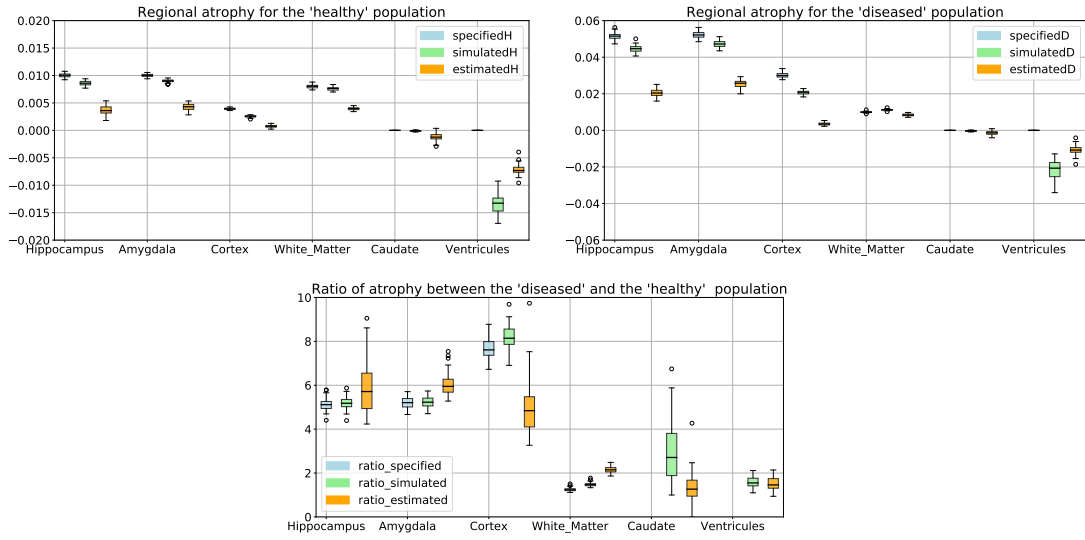 Regional atrophy for the 'healthy' population
0.020
0.015
0.010
0.005
0.000
−0.005
−0.010
−0.015
−0.020
specifiedH
simulatedH
estimatedH
Hippocampus Amygdala Cortex White_Matter Caudate Ventricules
Regional atrophy for the 'diseased' population
0.06
0.04
0.02
0.00
−0.02
−0.04
−0.06
specifiedD
simulatedD
estimatedD
Hippocampus Amygdala Cortex White_Matter Caudate Ventricules
Ratio of atrophy between the 'diseased' and the 'healthy' population
10
8
6
4
2
0
ratio_specified
ratio_simulated
ratio_estimated
Hippocampus Amygdala Cortex White_Matter Caudate Ventricules